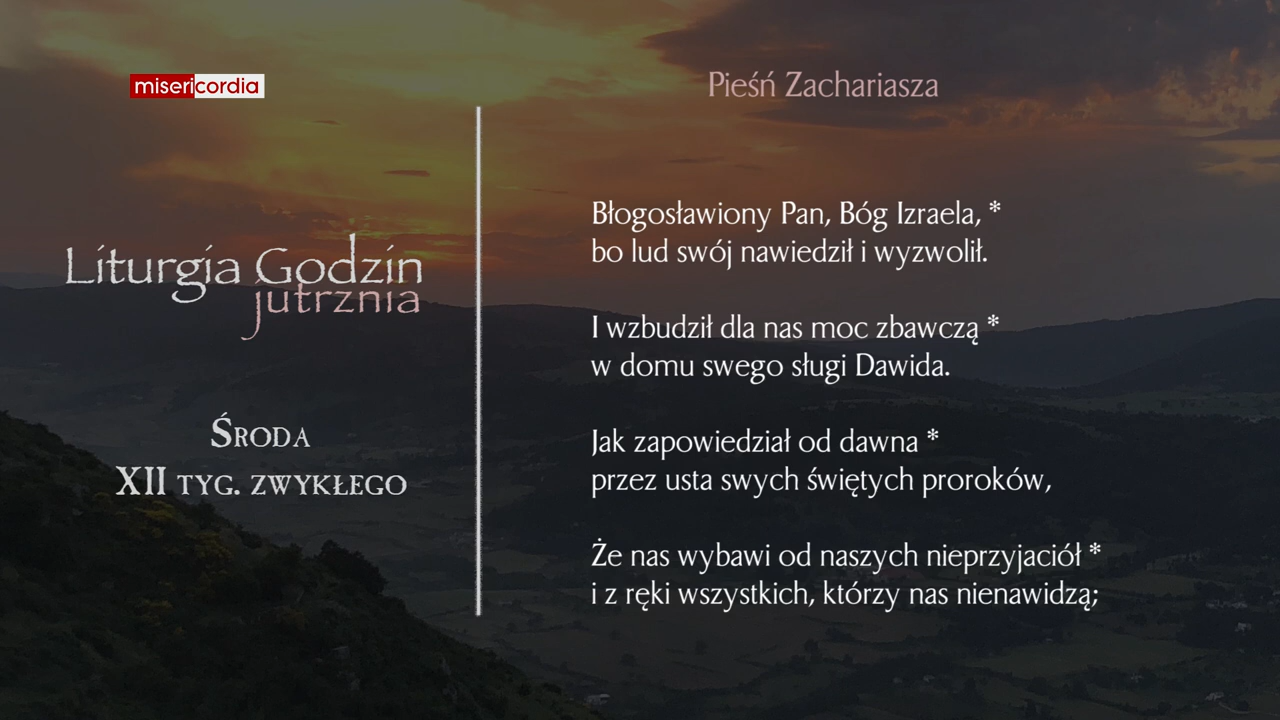 misericordia
Liturgia Godzin
jutrznia
Środa
XII tyg. zwykłego
Pieśń Zachariasza
Błogosławiony Pan, Bóg Izraela, *
bo lud swój nawiedził i wyzwolił.
I wzbudził dla nas moc zbawczą *
w domu swego sługi Dawida.
Jak zapowiedział od dawna *
przez usta swych świętych proroków,
Że nas wybawi od naszych nieprzyjaciół *
i z ręki wszystkich, którzy nas nienawidzą;